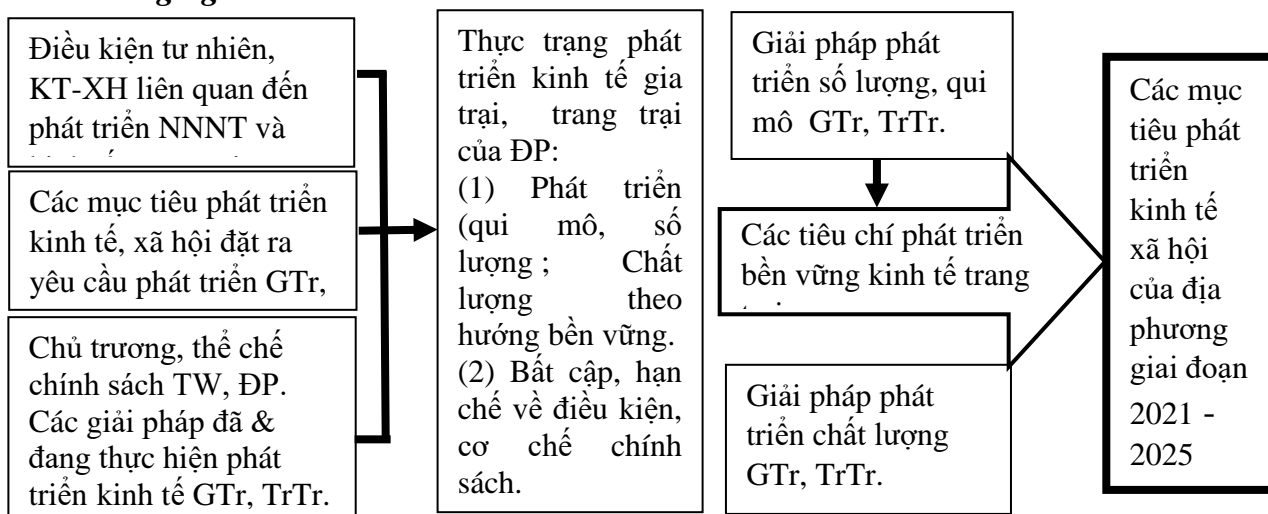 Điều kiện tư nhiên,
KT-XH liên quan đến
phát triển NNNT và
Các mục tiêu phát triển
kinh tế, xã hội đặt ra
yêu cầu phát triển GTr,
Chủ trương, thể chế
chính sách TW, ĐP.
Các giải pháp đã &
đang thực hiện phát
triển kinh tế GTr, TrTr.
Thực trạng phát
triển kinh tế gia
trại, trang trại
của ĐP:
(1) Phát triển
(qui mô, số
lượng ; Chất
lượng theo
hướng bền vững.
(2) Bất cập, hạn
chế về điều kiện,
cơ chế chính
sách.
Giải pháp phát
triển số lượng, qui
mô GTr, TrTr.
Các tiêu chí phát triển
bền vững kinh tế trang
Giải pháp phát
triển chất lượng
GTr, TrTr.
Các mục
tiêu phát
triển
kinh tế
xã hội
của địa
phương
giai đoạn
2021 -
2025